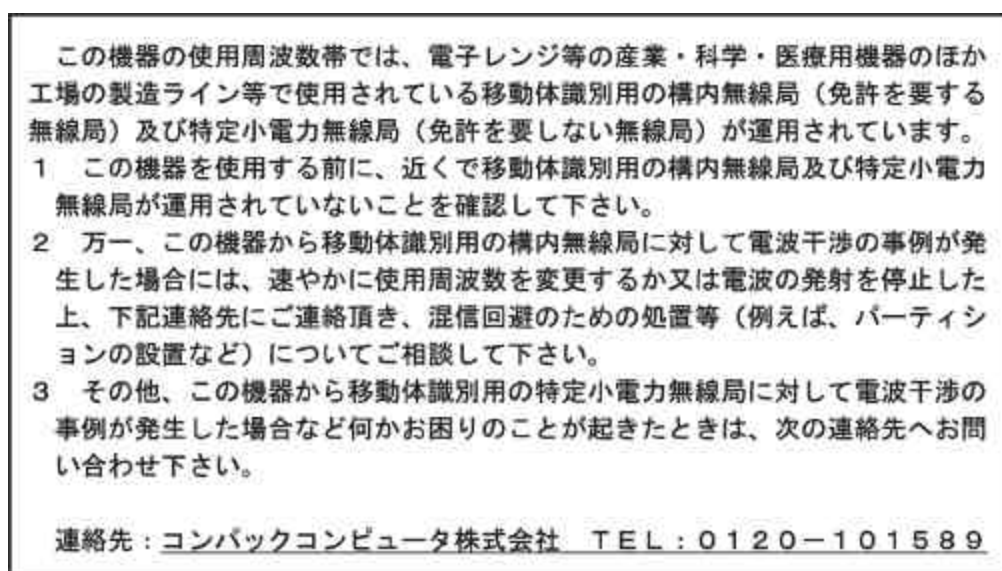 この機器の使用周波数帯では、電子レンジ等の産業・科学・医療用機器のほか
工場の製造ライン等で使用されている移動体識別用の構内無線局（免許を要する
無線局）及び特定小電力無線局（免許を要しない無線局）が運用されています。
１　この機器を使用する前に、近くで移動体識別用の構内無線局及び特定小電力
無線局が運用されていないことを確認して下さい。
２　万一、この機器から移動体識別用の構内無線局に対して電波干渉の事例が発
生した場合には、速やかに使用周波数を変更するか又は電波の発射を停止した
上、下記連絡先にご連絡頂き、混信回避のための処置等（例えば、パーティシ
ョンの設置など）についてご相談して下さい。
３　その他、この機器から移動体識別用の特定小電力無線局に対して電波干渉の
事例が発生した場合など何かお困りのことが起きたときは、次の連絡先へお問
い合わせ下さい。
連絡先：コンパックコンピュータ株式会社　ＴＥＬ：０１２０－１０１５８９